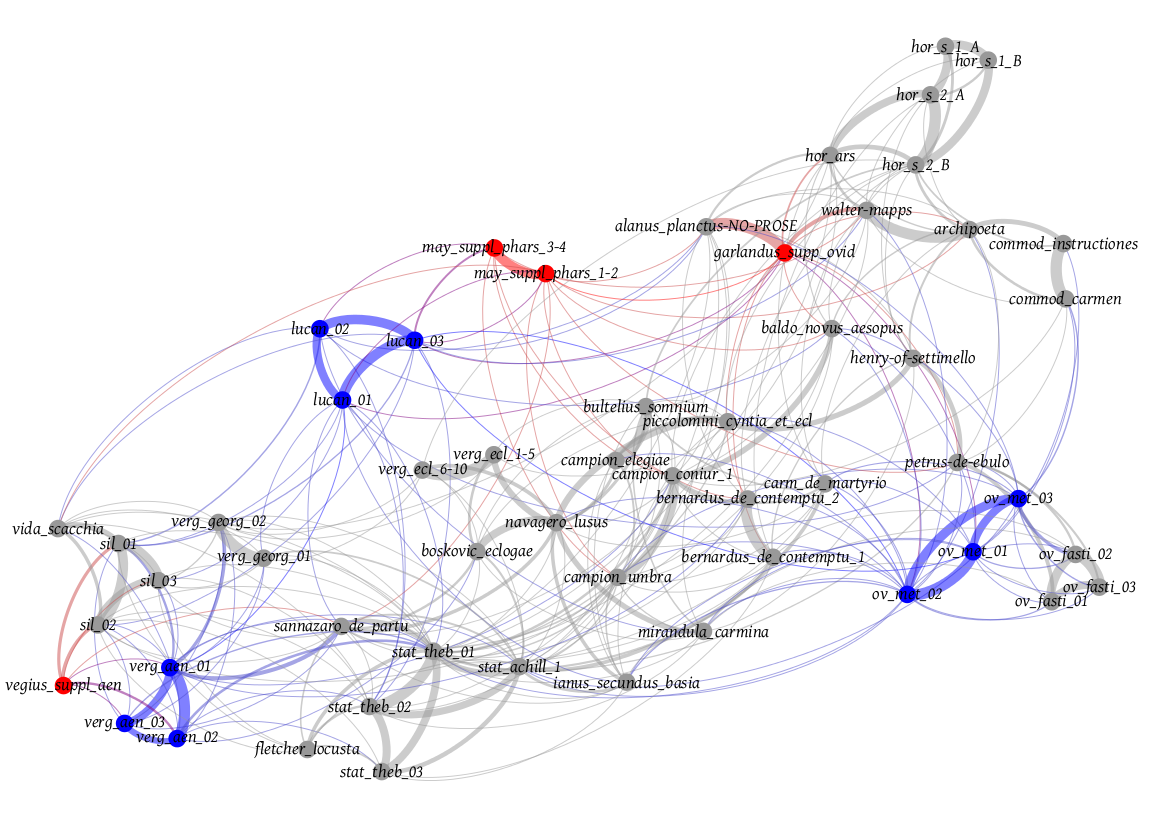 hor_s_1_A
hor_s_1_B
hor_s_2_A
hor_ars
hor_s_2_B
walter-mapps
alanus_planctus-NO-PROSE
archipoeta
commod_instructiones
may_suppl_phars_3-4
garlandus_supp_ovid
may_suppl_phars_1-2
commod_carmen
lucan_02
baldo_novus_aesopus
lucan_03
henry-of-settimello
lucan_01
bultelius_somnium
piccolomini_cyntia_et_ecl
verg_ecl_1-5
campion_elegiae
petrus-de-ebulo
verg_ecl_6-10
campion_coniur_1
carm_de_martyrio
bernardus_de_contemptu_2
ov_met_03
verg_georg_02
navagero_lusus
vida_scacchia
sil_01
boskovic_eclogae
ov_met_01
ov_fasti_02
verg_georg_01
bernardus_de_contemptu_1
campion_umbra
sil_03
ov_fasti_03
ov_met_02
ov_fasti_01
sil_02
sannazaro_de_partu
mirandula_carmina
stat_theb_01
verg_aen_01
stat_achill_1
vegius_suppl_aen
ianus_secundus_basia
stat_theb_02
verg_aen_03
verg_aen_02
fletcher_locusta
stat_theb_03